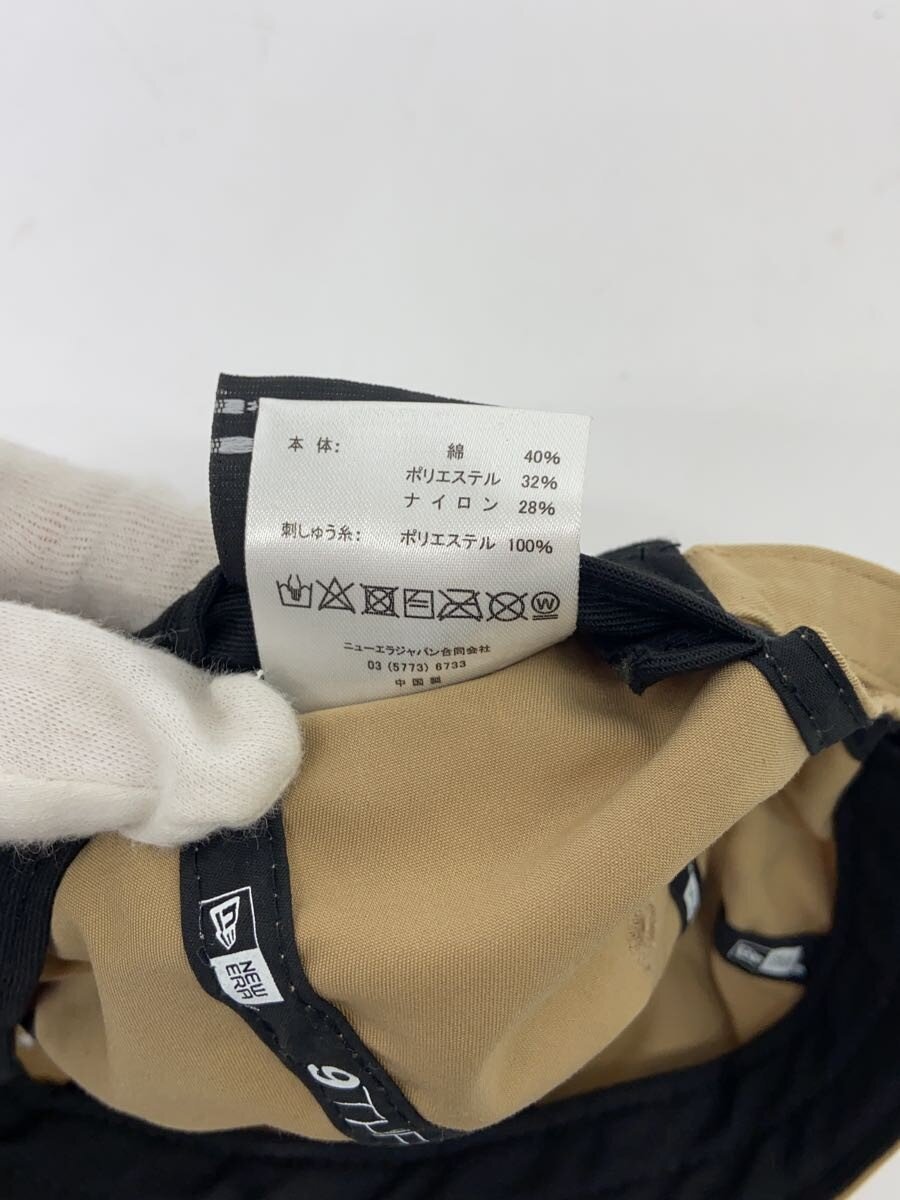 本体: 綿 40%
ポリエステル 32%
ナイロン 28%
刺しゅう糸: ポリエステル 100%
W
ニューエラジャパン合同会社
03 (5773) 6733
中国製
NEW
ERA
9TH